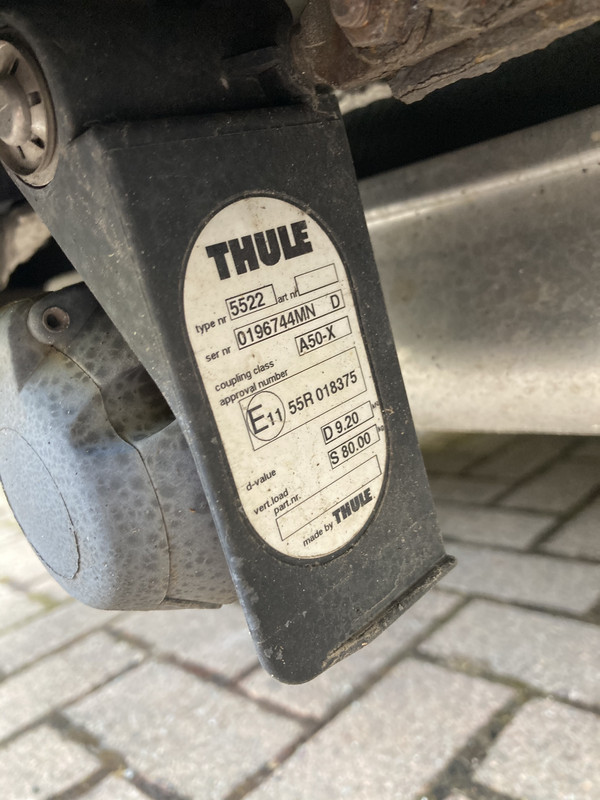 THULE
type nr 5522 art nr
ser nr 0196744MN D
coupling class A50-X
approval number
E11 55R 018375
d-value D 9.20 kN
vert.load S 80.00 kg
part.nr.
made by THULE